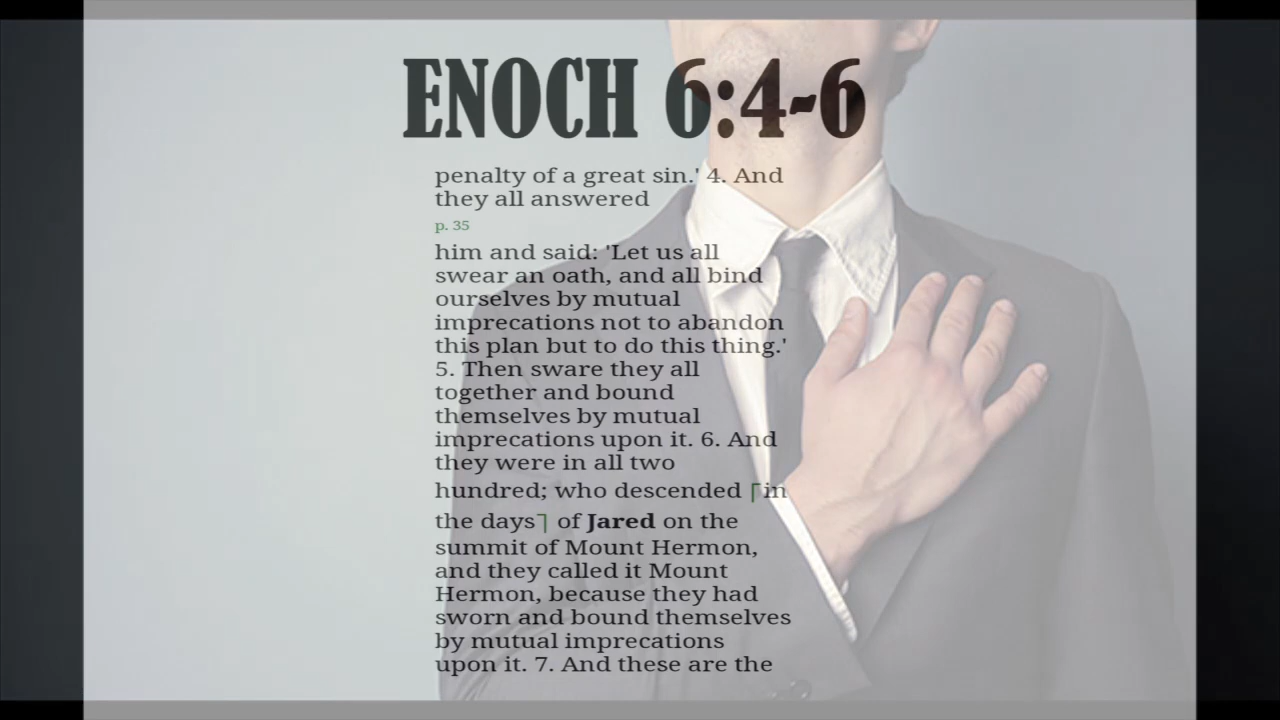 ENOCH 6:4-6
penalty of a great sin.' 4. And
they all answered
p. 35
him and said: 'Let us all
swear an oath, and all bind
ourselves by mutual
imprecations not to abandon
this plan but to do this thing.'
5. Then sware they all
together and bound
themselves by mutual
imprecations upon it. 6. And
they were in all two
hundred; who descended ⌈in
the days⌉ of Jared on the
summit of Mount Hermon,
and they called it Mount
Hermon, because they had
sworn and bound themselves
by mutual imprecations
upon it. 7. And these are the